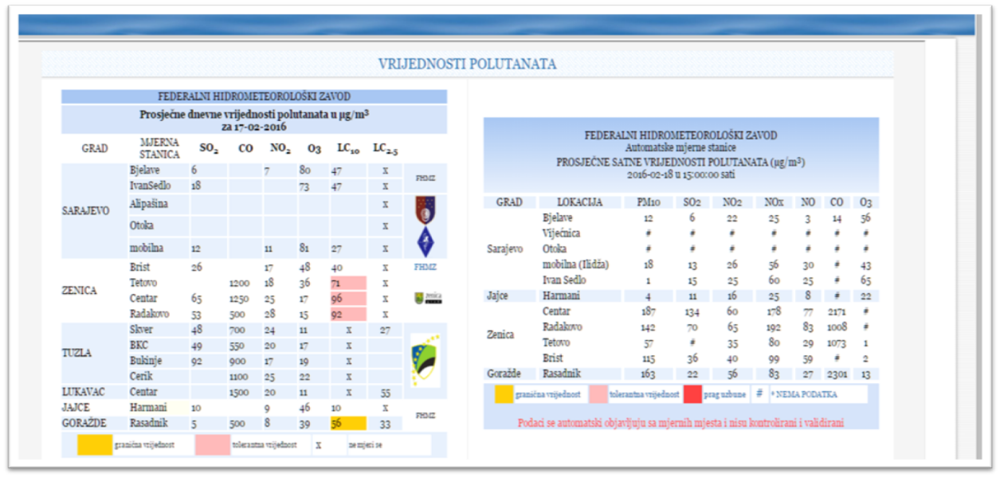 VRIJEDNOSTI POLUTANATA
FEDERALNI HIDROMETEOROLOŠKI ZAVOD
Prosječne dnevne vrijednosti polutanata u µg/m³
za 17-02-2016
GRAD MJERNA STANICA SO₂ CO NO₂ O3 LC₁₀ LC₂.₅
SARAJEVO
Bjelave 6 7 80 47 x
IvanSedlo 18 73 47 x
FHMZ
Alipašina x
Otoka x
mobilna 12 11 81 27 x
ZENICA
Brist 26 17 48 40 x FHMZ
Tetovo 1200 18 36 71 x
Centar 65 1250 25 17 96 x
zenica
Radakovo 53 500 28 15 92 x
TUZLA
Skver 48 700 24 11 x 27
BKC 49 550 20 17 x
Bukinje 92 900 17 19 x
Cerik 1100 25 22 x
LUKAVAC Centar 1500 20 11 x 55
JAJCE Harmani 10 9 46 10 x
GORAŽDE Rasadnik 5 500 8 39 56 33
FHMZ
granična vrijednost tolerantna vrijednost x ne mjeri se
FEDERALNI HIDROMETEOROLOŠKI ZAVOD
Automatske mjerne stanice
PROSJEČNE SATNE VRIJEDNOSTI POLUTANATA (µg/m³)
2016-02-18 u 15:00:00 sati
GRAD LOKACIJA PM10 SO2 NO2 NOx NO CO O3
Sarajevo
Bjelave 12 6 22 25 3 14 56
Vijećnica # # # # # # #
Otoka # # # # # # #
mobilna (Ilidža) 18 13 26 56 30 # 43
Ivan Sedlo 1 15 25 60 25 # 65
Jajce Harmani 4 11 16 25 8 # 22
Zenica
Centar 187 134 60 178 77 2171 #
Radakovo 142 70 65 192 83 1008 #
Tetovo 57 # 35 80 29 1073 1
Brist 115 36 40 99 59 # 2
Goražde Rasadnik 163 22 56 83 27 2301 13
granična vrijednost tolerantna vrijednost prag uzbune # * NEMA PODATKA
Podaci se automatski objavljuju sa mjernih mjesta i nisu kontrolirani i validirani